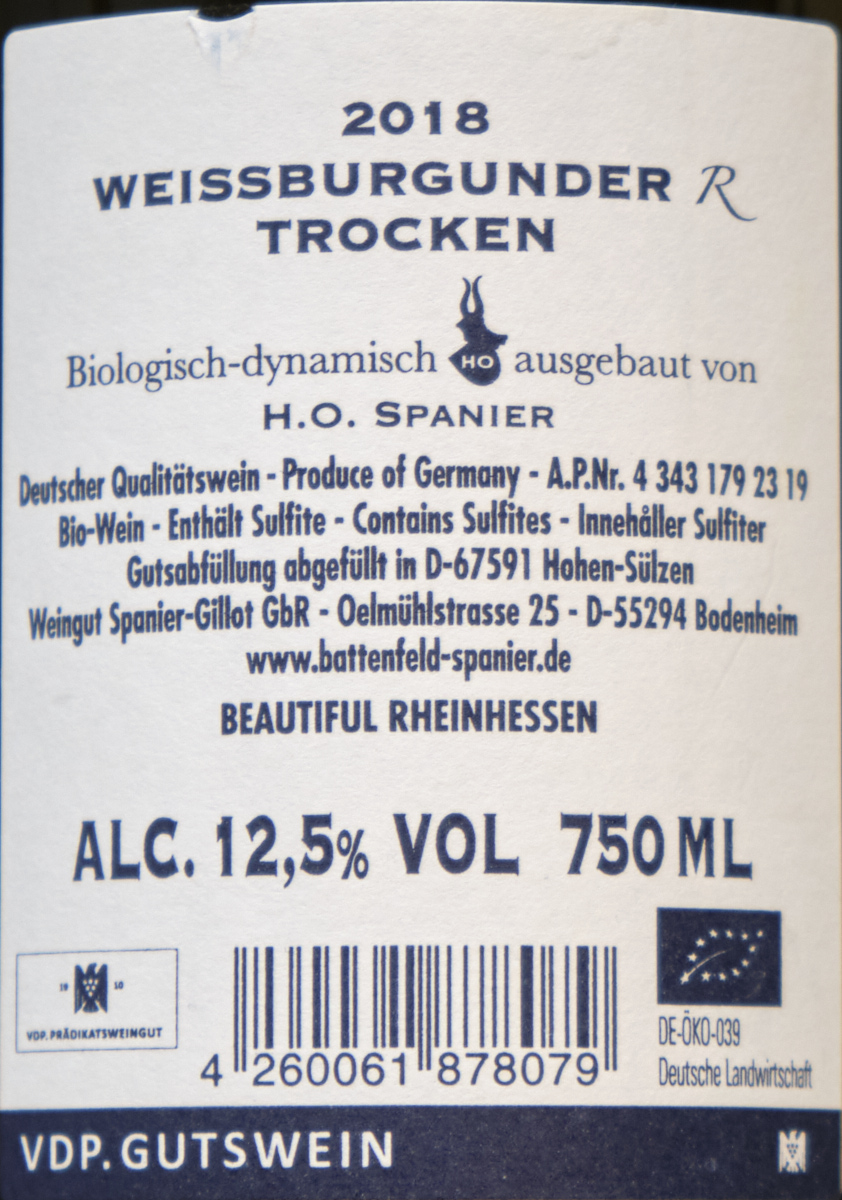 2018
WEISSBURGUNDER R
TROCKEN
Biologisch-dynamisch HO ausgebaut von
H.O. SPANIER
Deutscher Qualitätswein - Produce of Germany - A.P.Nr. 4 343 179 23 19
Bio-Wein - Enthält Sulfite - Contains Sulfites - Innehåller Sulfiter
Gutsabfüllung abgefüllt in D-67591 Hohen-Sülzen
Weingut Spanier-Gillot GbR - Oelmühlstrasse 25 - D-55294 Bodenheim
www.battenfeld-spanier.de
BEAUTIFUL RHEINHESSEN
ALC. 12,5% VOL 750 ML
19 10
VDP. PRÄDIKATSWEINGUT
4 260061 878079
DE-ÖKO-039
Deutsche Landwirtschaft
VDP. GUTSWEIN